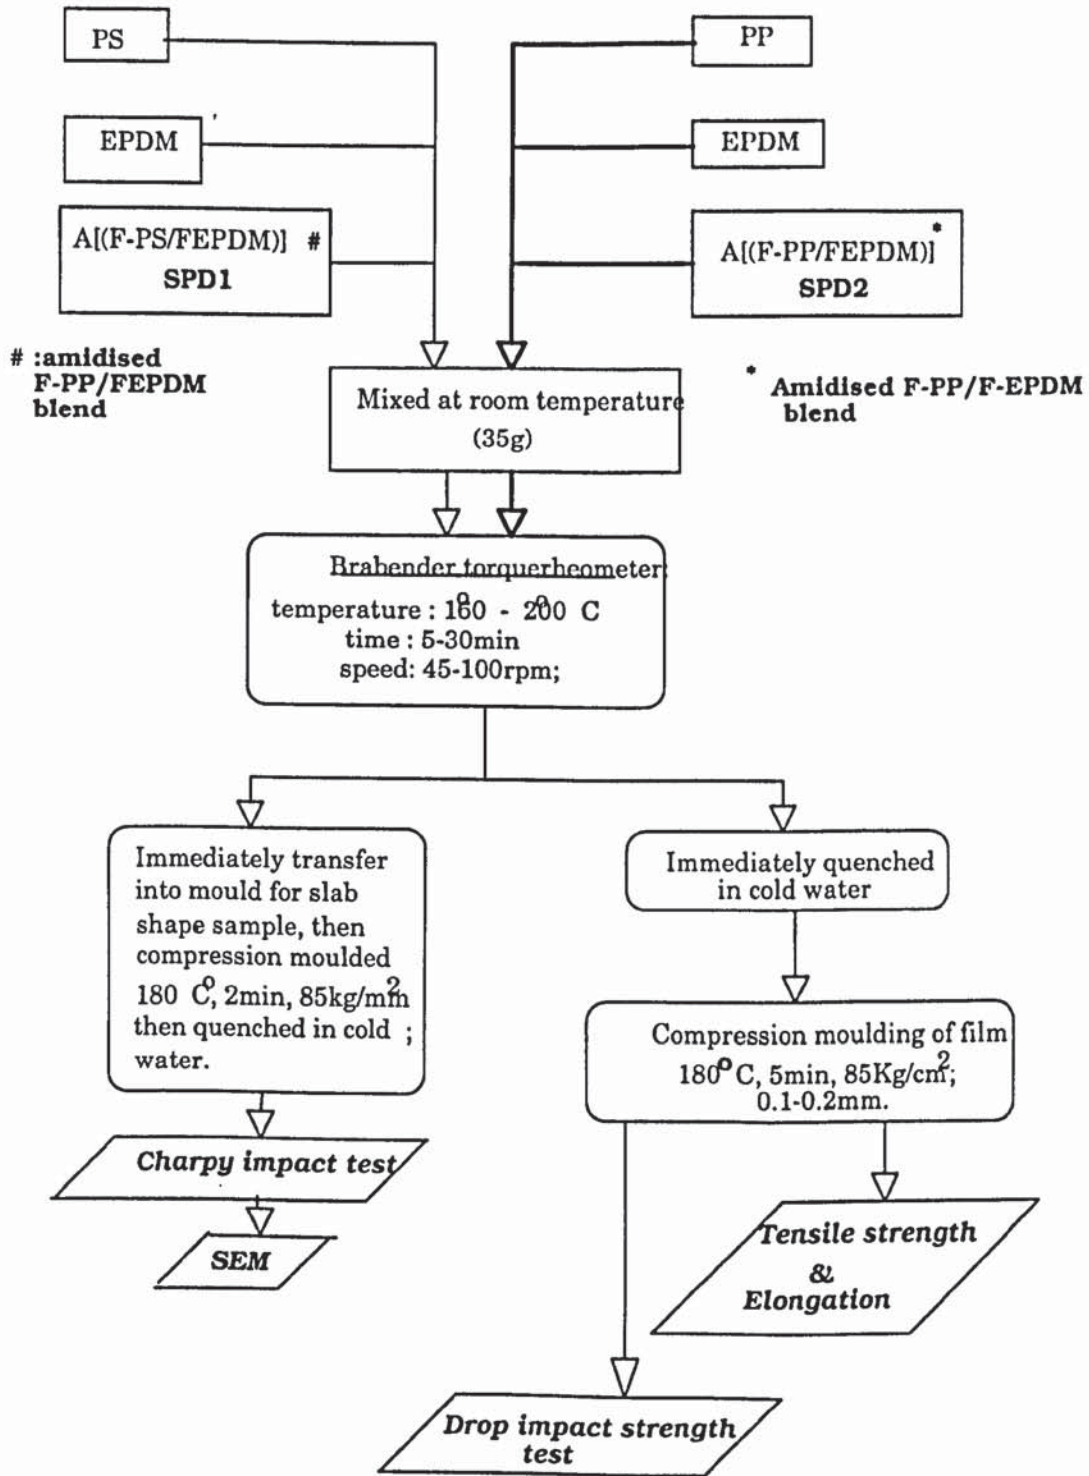 PS
PP
EPDM
EPDM
A[(F-PS/FEPDM)] #
SPD1
A[(F-PP/FEPDM)] *
SPD2
# :amidised
F-PP/FEPDM
blend
* Amidised F-PP/F-EPDM
blend
Mixed at room temperature
(35g)
Brabender torquerheometer:
temperature : 180° - 200° C
time : 5-30min
speed: 45-100rpm;
Immediately transfer
into mould for slab
shape sample, then
compression moulded
180 C°, 2min, 85kg/mm²
then quenched in cold ;
water.
Immediately quenched
in cold water
Compression moulding of film
180°C, 5min, 85Kg/cm²;
0.1-0.2mm.
Charpy impact test
SEM
Tensile strength
&
Elongation
Drop impact strength
test